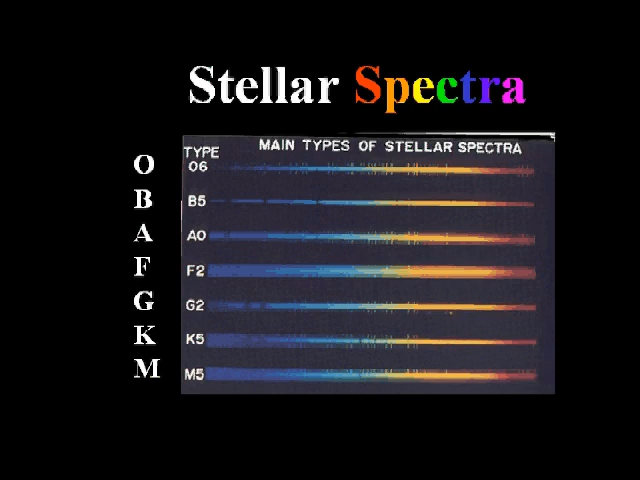 Stellar Spectra
MAIN TYPES OF STELLAR SPECTRA
TYPE
O O6
B B5
A A0
F F2
G G2
K K5
M M5